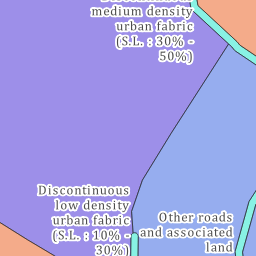 medium density
urban fabric
(S.L. : 30% -
50%)
Discontinuous
low density
urban fabric
(S.L. : 10% -
30%)
Other roads
and associated
land